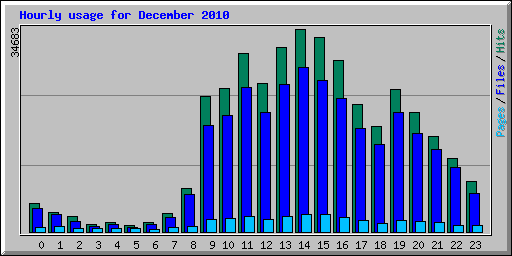 Hourly usage for December 2010
34683
Pages/Files/Hits
0 1 2 3 4 5 6 7 8 9 10 11 12 13 14 15 16 17 18 19 20 21 22 23